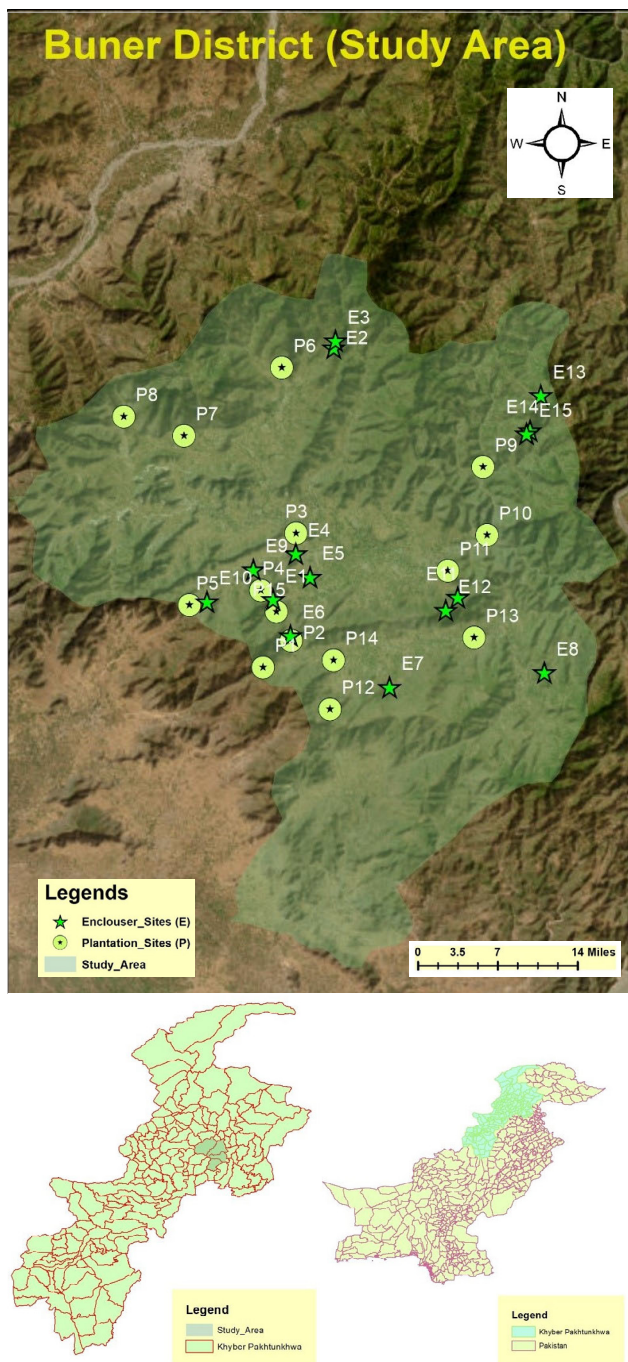 Buner District (Study Area)
N
W E
S
E3
E2
P6
E13
P8
E14 E15
P7
P9
P3
P10
E4
E9
E5
P11
P4
E1
P5 E10
E12
15
E6
P2
P13
P14
E8
E7
P12
Legends
Enclouser_Sites (E)
Plantation_Sites (P)
Study_Area
0 3.5 7 14 Miles
Legend
Study_Area
Khyber Pakhtunkhwa
Legend
Khyber Pakhtunkhwa
Pakistan